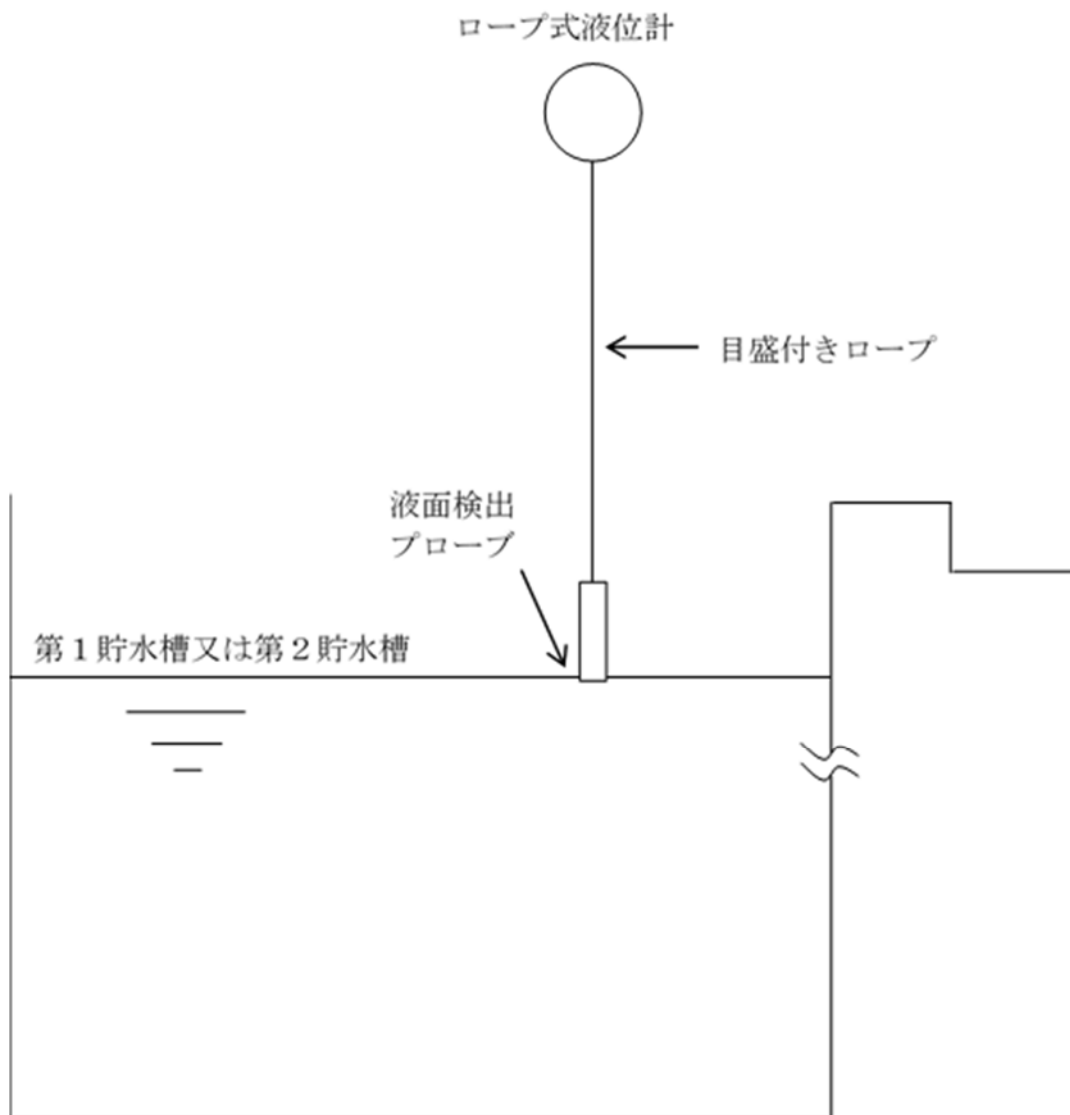 ロープ式液位計
目盛付きロープ
液面検出
プローブ
第１貯水槽又は第２貯水槽